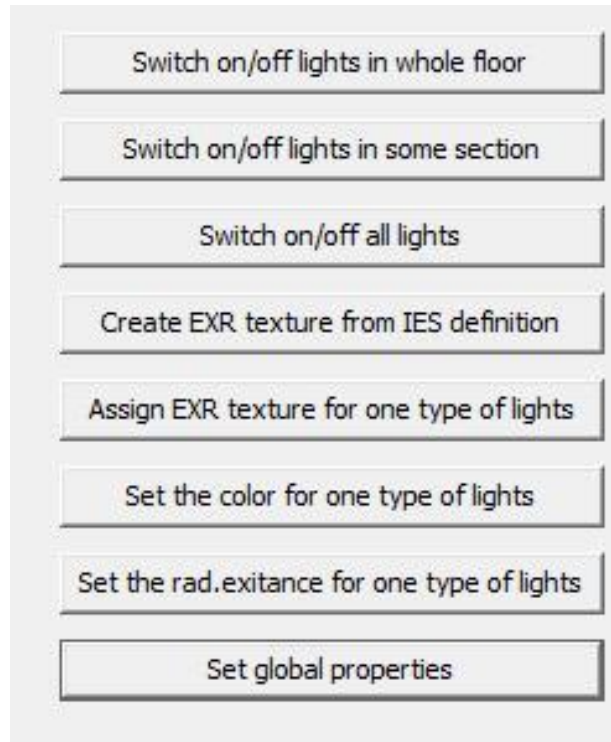 Switch on/off lights in whole floor
Switch on/off lights in some section
Switch on/off all lights
Create EXR texture from IES definition
Assign EXR texture for one type of lights
Set the color for one type of lights
Set the rad.exitance for one type of lights
Set global properties